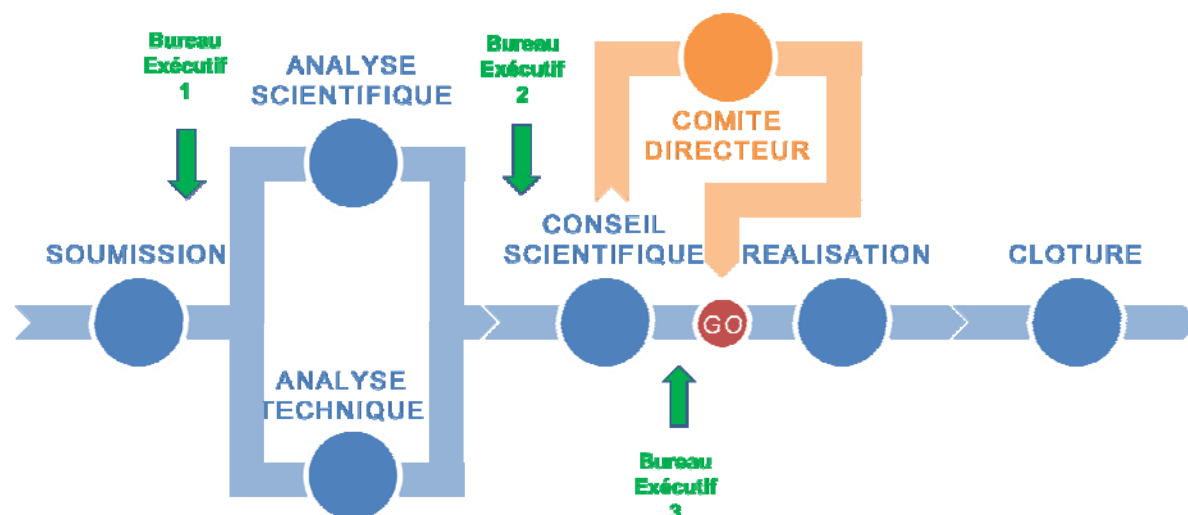 Bureau
Exécutif
1
ANALYSE
SCIENTIFIQUE
Bureau
Exécutif
2
COMITE
DIRECTEUR
SOUMISSION
CONSEIL
SCIENTIFIQUE
REALISATION
CLOTURE
GO
ANALYSE
TECHNIQUE
Bureau
Exécutif
3